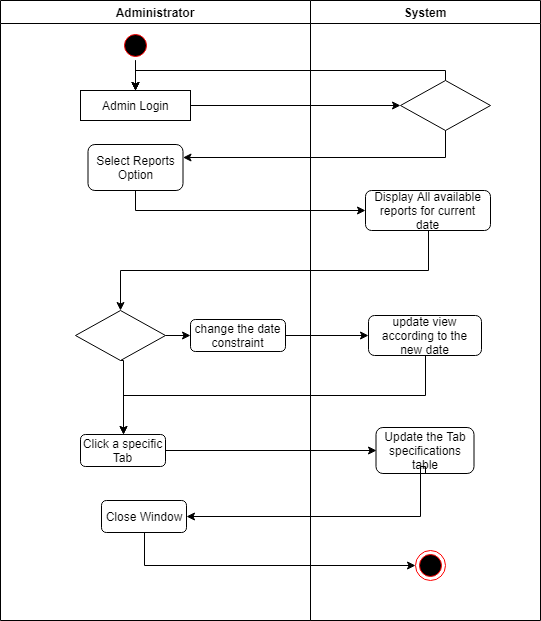 Administrator
System
Admin Login
Select Reports
Option
Display All available
reports for current
date
change the date
constraint
update view
according to the
new date
Click a specific
Tab
Update the Tab
specifications
table
Close Window